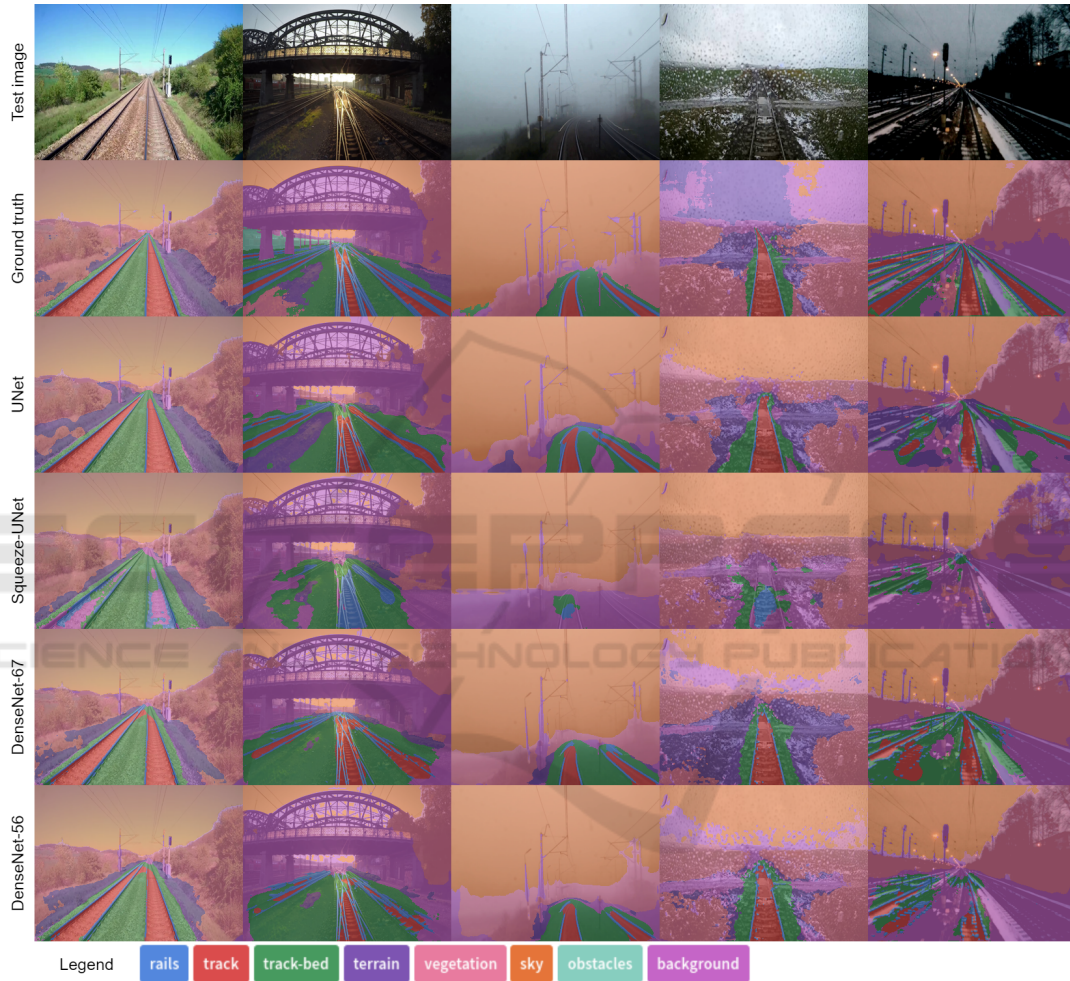 Test image
Ground truth
UNet
Squeeze-UNet
DenseNet-67
DenseNet-56
Legend
rails
track
track-bed
terrain
vegetation
sky
obstacles
background